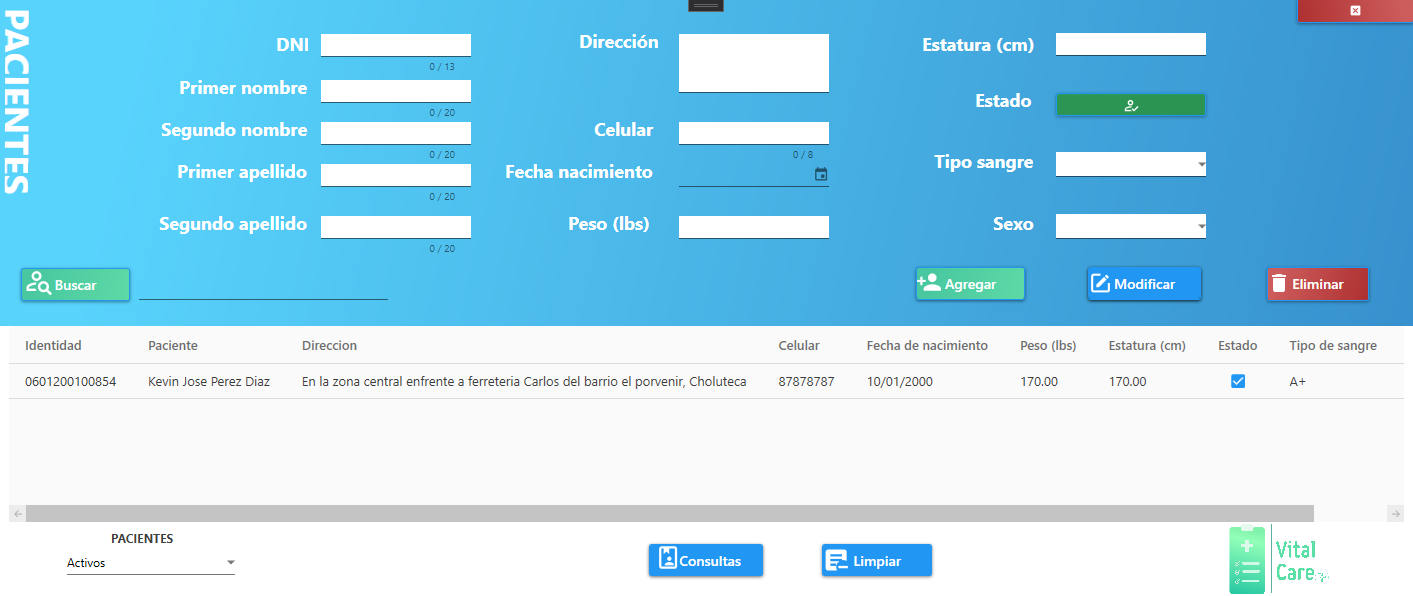 PACIENTES
DNI
0 / 13
Primer nombre
0 / 20
Segundo nombre
0 / 20
Primer apellido
0 / 20
Segundo apellido
0 / 20
Dirección
Celular
0 / 8
Fecha nacimiento
Peso (lbs)
Estatura (cm)
Estado
Tipo sangre
Sexo
Buscar
Agregar
Modificar
Eliminar
Identidad Paciente Direccion Celular Fecha de nacimiento Peso (lbs) Estatura (cm) Estado Tipo de sangre
0601200100854 Kevin Jose Perez Diaz En la zona central enfrente a ferreteria Carlos del barrio el porvenir, Choluteca 87878787 10/01/2000 170.00 170.00 A+
PACIENTES
Activos
Consultas
Limpiar
Vital
Care